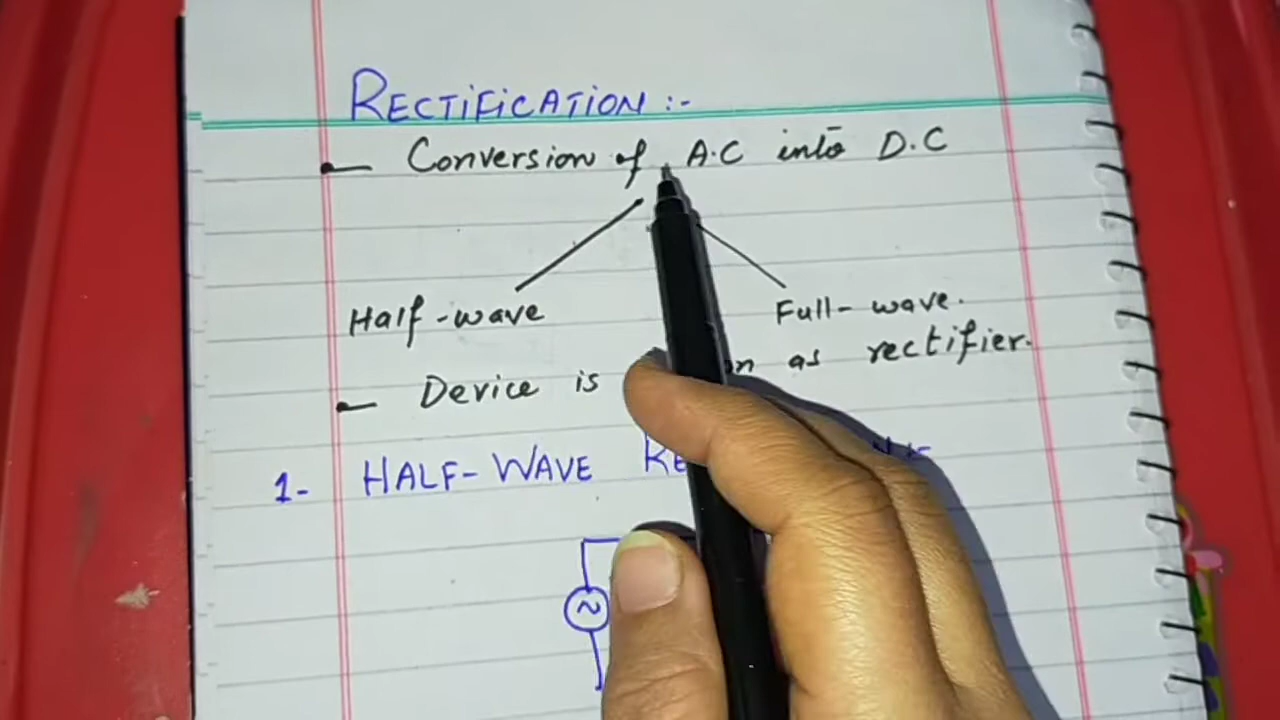 RECTIFICATION :-
Conversion of A.C into D.C
Half-wave Full-wave.
Device is as rectifier.
1- HALF-WAVE
~